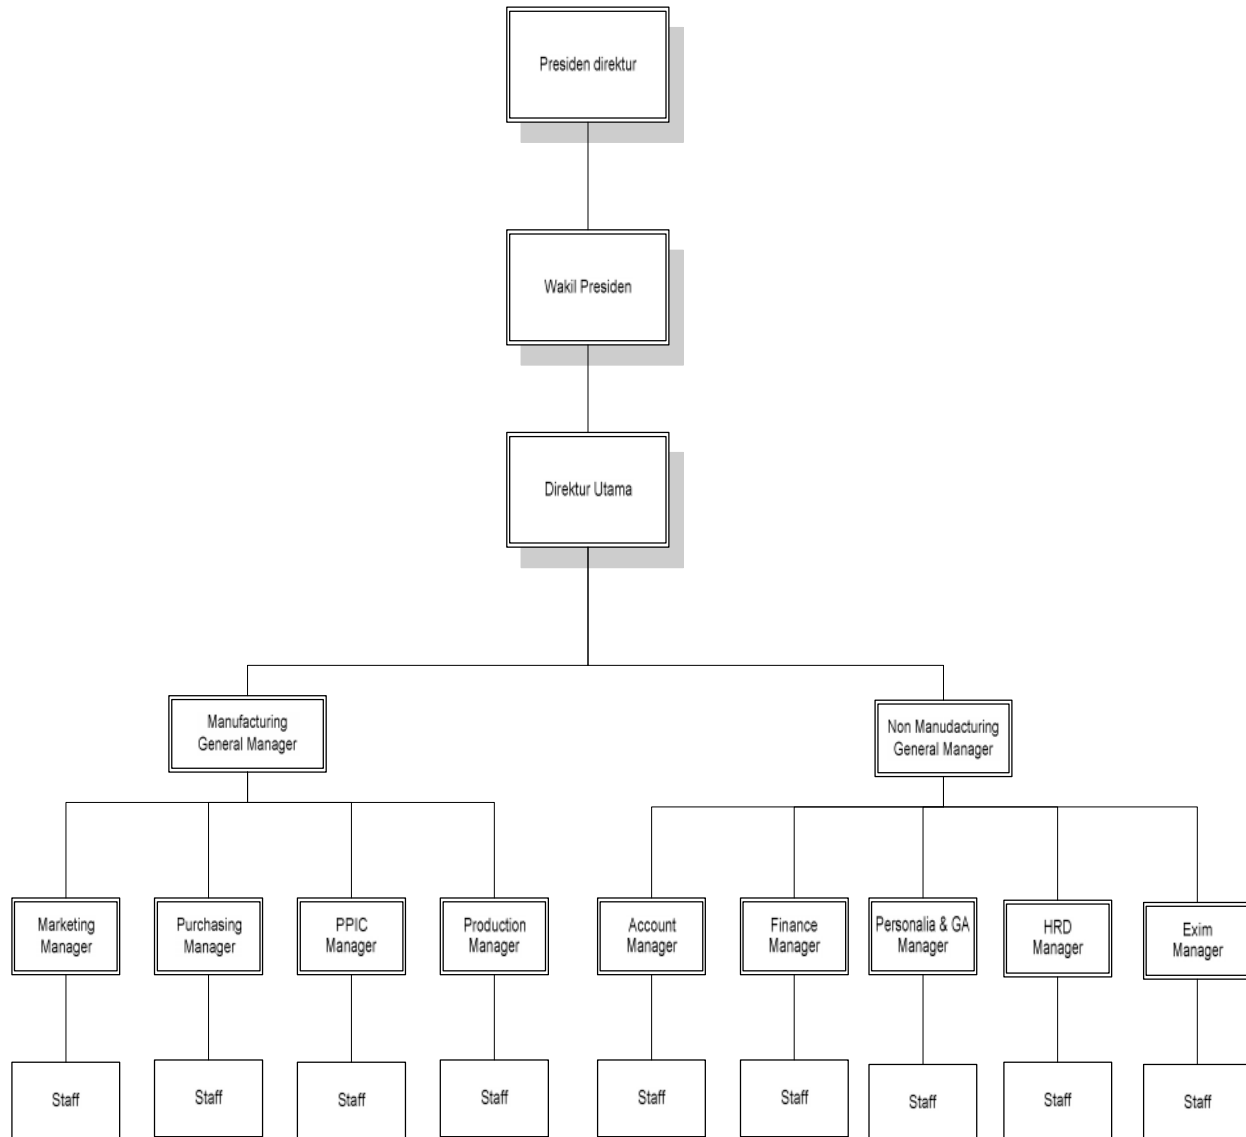 Presiden direktur
Wakil Presiden
Direktur Utama
Manufacturing
General Manager
Non Manudacturing
General Manager
Marketing
Manager
Purchasing
Manager
PPIC
Manager
Production
Manager
Account
Manager
Finance
Manager
Personalia & GA
Manager
HRD
Manager
Exim
Manager
Staff
Staff
Staff
Staff
Staff
Staff
Staff
Staff
Staff